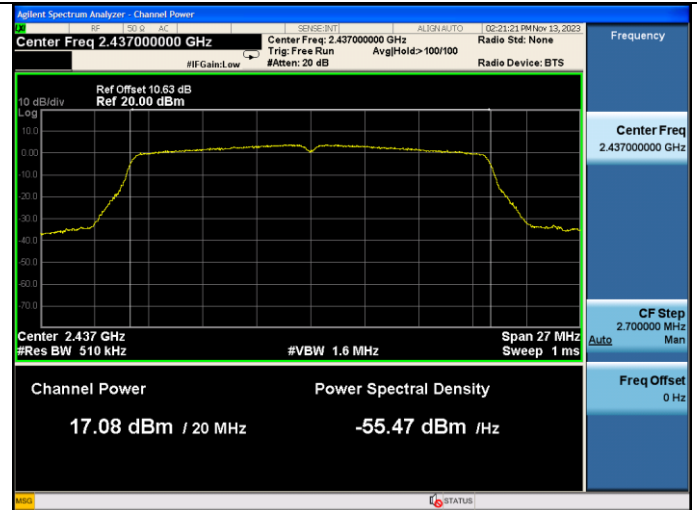 Agilent Spectrum Analyzer - Channel Power
RF 50 Ω AC SENSE:INT ALIGN AUTO 02:21:21 PM Nov 13, 2023
Center Freq 2.437000000 GHz
Center Freq: 2.437000000 GHz Radio Std: None
Trig: Free Run Avg|Hold:> 100/100
#IFGain:Low #Atten: 20 dB Radio Device: BTS
Ref Offset 10.63 dB
10 dB/div Ref 20.00 dBm
Log
10.0
0.00
-10.0
-20.0
-30.0
-40.0
-50.0
-60.0
-70.0
Center 2.437 GHz Span 27 MHz
#Res BW 510 kHz #VBW 1.6 MHz Sweep 1 ms
Channel Power Power Spectral Density
17.08 dBm / 20 MHz -55.47 dBm /Hz
Frequency
Center Freq
2.437000000 GHz
CF Step
2.700000 MHz
Auto Man
Freq Offset
0 Hz
MSG STATUS